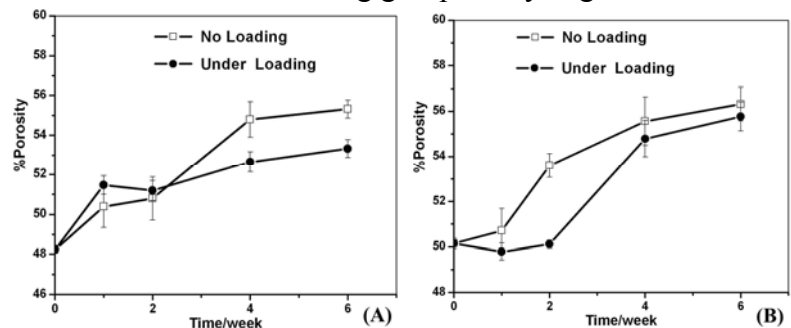 60
58
56
54
52
50
48
46
%Porosity
No Loading
Under Loading
0
2
4
6
Time/week
(A)
60
58
56
54
52
50
48
%Porosity
No Loading
Under Loading
0
2
4
6
Time/week
(B)